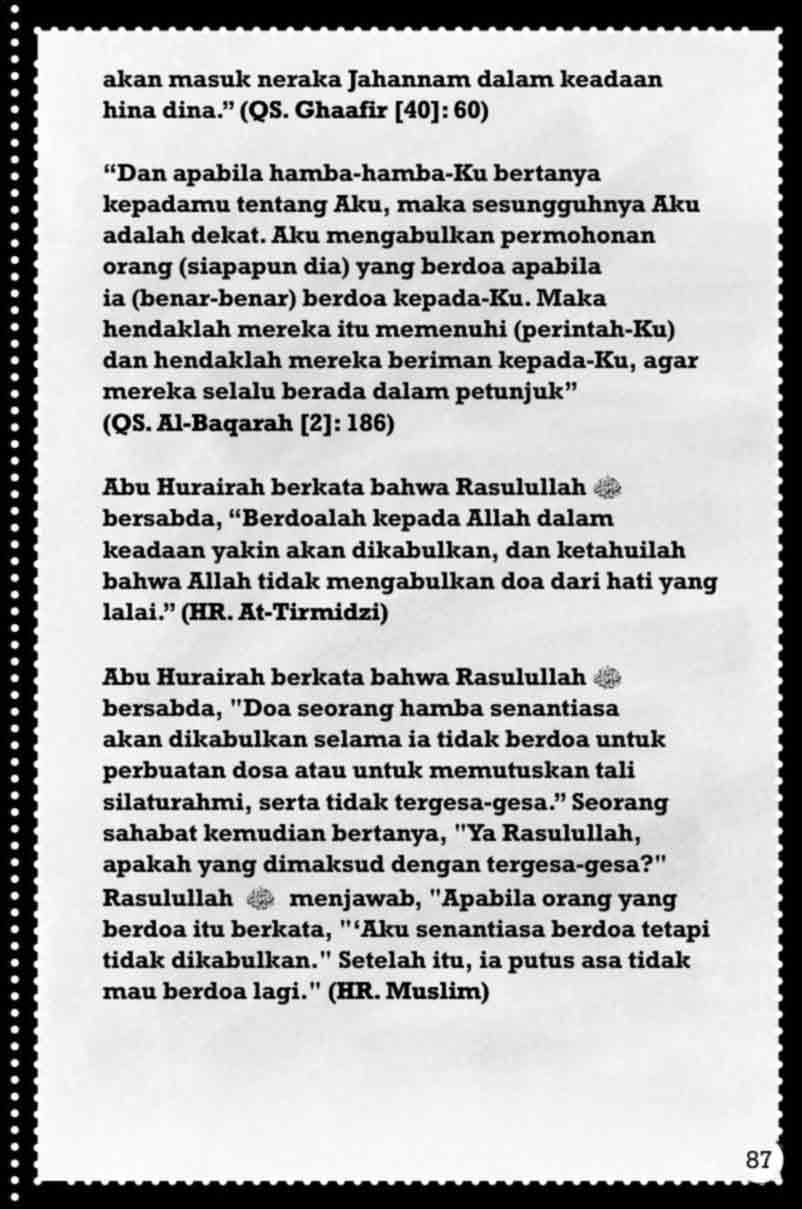 akan masuk neraka Jahannam dalam keadaan
hina dina.” (QS. Ghaafir [40]: 60)
“Dan apabila hamba-hamba-Ku bertanya
kepadamu tentang Aku, maka sesungguhnya Aku
adalah dekat. Aku mengabulkan permohonan
orang (siapapun dia) yang berdoa apabila
ia (benar-benar) berdoa kepada-Ku. Maka
hendaklah mereka itu memenuhi (perintah-Ku)
dan hendaklah mereka beriman kepada-Ku, agar
mereka selalu berada dalam petunjuk”
(QS. Al-Baqarah [2]: 186)
Abu Hurairah berkata bahwa Rasulullah ﷺ
bersabda, “Berdoalah kepada Allah dalam
keadaan yakin akan dikabulkan, dan ketahuilah
bahwa Allah tidak mengabulkan doa dari hati yang
lalai.” (HR. At-Tirmidzi)
Abu Hurairah berkata bahwa Rasulullah ﷺ
bersabda, "Doa seorang hamba senantiasa
akan dikabulkan selama ia tidak berdoa untuk
perbuatan dosa atau untuk memutuskan tali
silaturahmi, serta tidak tergesa-gesa.” Seorang
sahabat kemudian bertanya, "Ya Rasulullah,
apakah yang dimaksud dengan tergesa-gesa?"
Rasulullah ﷺ menjawab, "Apabila orang yang
berdoa itu berkata, "‘Aku senantiasa berdoa tetapi
tidak dikabulkan." Setelah itu, ia putus asa tidak
mau berdoa lagi." (HR. Muslim)
87